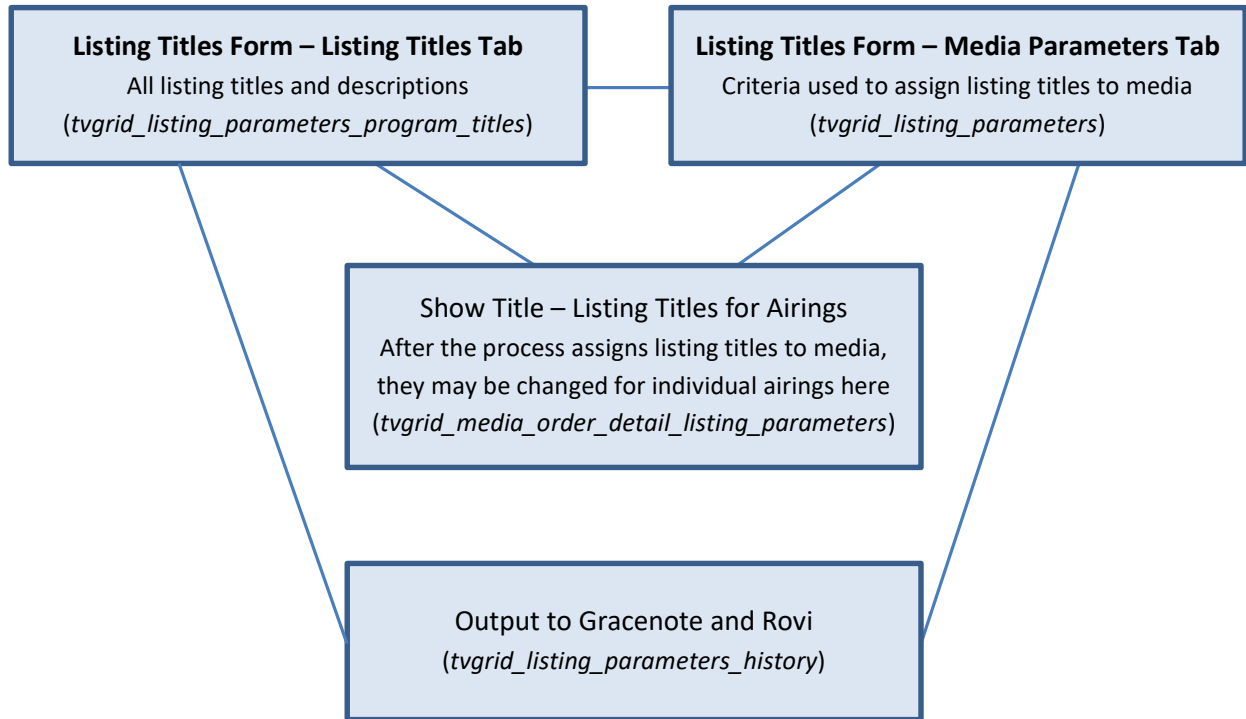 Listing Titles Form – Listing Titles Tab
All listing titles and descriptions
(tvgrid_listing_parameters_program_titles)
Listing Titles Form – Media Parameters Tab
Criteria used to assign listing titles to media
(tvgrid_listing_parameters)
Show Title – Listing Titles for Airings
After the process assigns listing titles to media,
they may be changed for individual airings here
(tvgrid_media_order_detail_listing_parameters)
Output to Gracenote and Rovi
(tvgrid_listing_parameters_history)